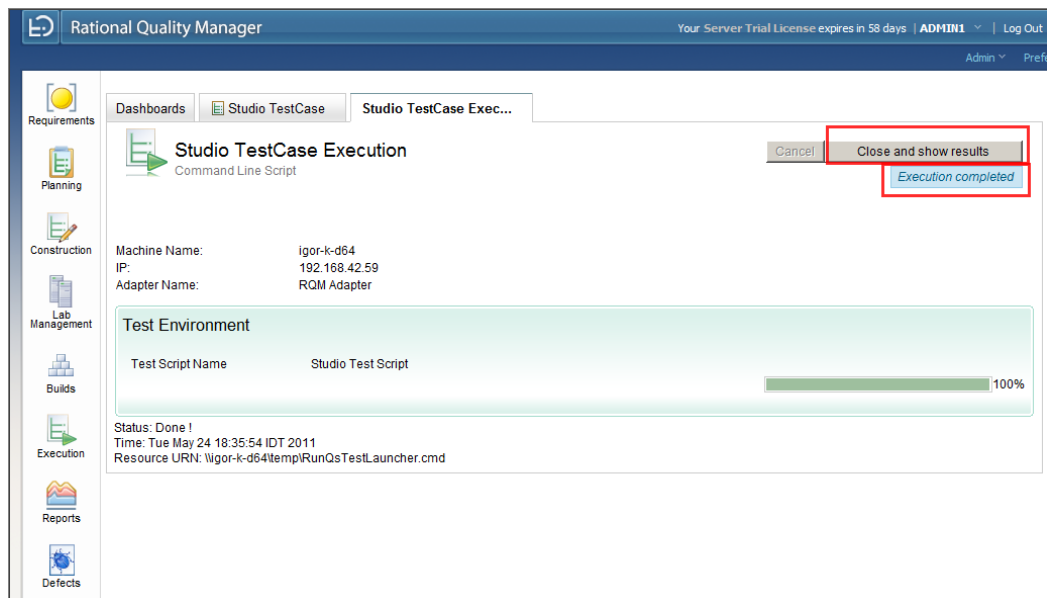 Rational Quality Manager
Your Server Trial License expires in 58 days | ADMIN1 | Log Out
Admin
Prefe
Requirements
Planning
Construction
Lab
Management
Builds
Execution
Reports
Defects
Dashboards
Studio TestCase
Studio TestCase Exec...
Studio TestCase Execution
Command Line Script
Cancel
Close and show results
Execution completed
Machine Name: igor-k-d64
IP: 192.168.42.59
Adapter Name: RQM Adapter
Test Environment
Test Script Name Studio Test Script
100%
Status: Done !
Time: Tue May 24 18:35:54 IDT 2011
Resource URN: \\igor-k-d64\temp\RunQsTestLauncher.cmd